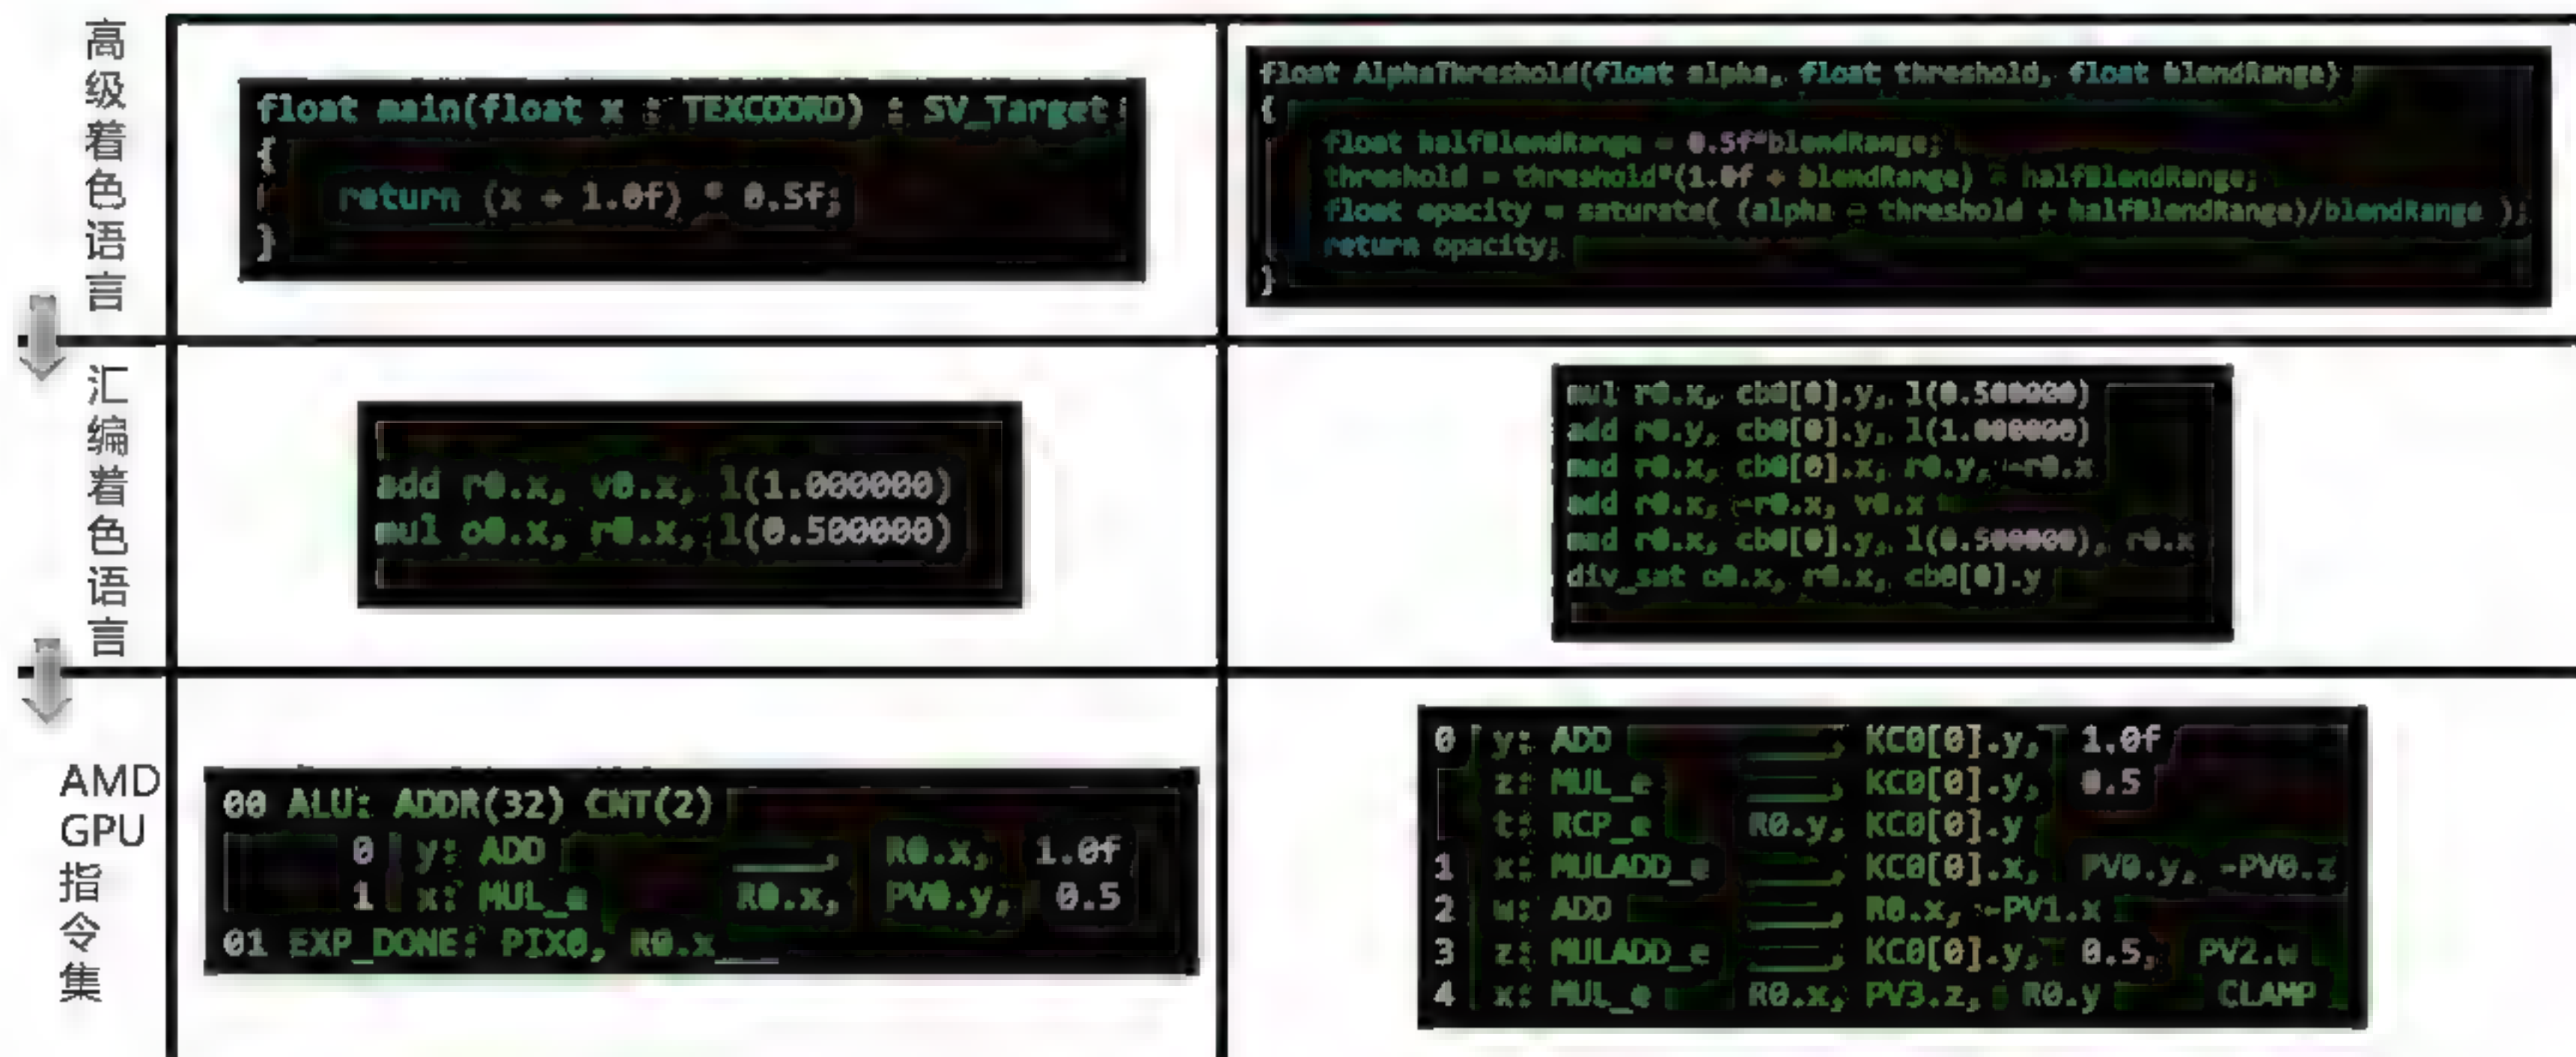 高级着色语言
float main(float x : TEXCOORD) : SV_Target
{
return (x + 1.0f) * 0.5f;
}
float AlphaThreshold(float alpha, float threshold, float blendRange)
{
float halfBlendRange = 0.5f*blendRange;
threshold = threshold*(1.0f + blendRange) - halfBlendRange;
float opacity = saturate( (alpha - threshold + halfBlendRange)/blendRange );
return opacity;
}
汇编着色语言
add r0.x, v0.x, l(1.000000)
mul o0.x, r0.x, l(0.500000)
mul r0.x, cb0[0].y, l(0.500000)
add r0.y, cb0[0].y, l(1.000000)
mad r0.x, cb0[0].x, r0.y, -r0.x
add r0.x, -r0.x, v0.x
mad r0.x, cb0[0].y, l(0.500000), r0.x
div_sat o0.x, r0.x, cb0[0].y
AMD
GPU
指令集
00 ALU: ADDR(32) CNT(2)
0 y: ADD ____, R0.x, 1.0f
1 x: MUL_e R0.x, PV0.y, 0.5
01 EXP_DONE: PIX0, R0.x___
0 y: ADD ____, KC0[0].y, 1.0f
z: MUL_e ____, KC0[0].y, 0.5
t: RCP_e R0.y, KC0[0].y
1 x: MULADD_e ____, KC0[0].x, PV0.y, -PV0.z
2 w: ADD ____, R0.x, -PV1.x
3 z: MULADD_e ____, KC0[0].y, 0.5, PV2.w
4 x: MUL_e R0.x, PV3.z, R0.y CLAMP